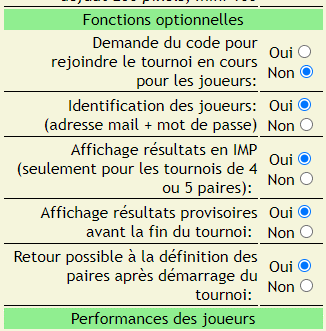 Fonctions optionnelles
Demande du code pour
rejoindre le tournoi en cours
pour les joueurs:
Oui
Non
Identification des joueurs:
(adresse mail + mot de passe)
Oui
Non
Affichage résultats en IMP
(seulement pour les tournois de 4
ou 5 paires):
Oui
Non
Affichage résultats provisoires
avant la fin du tournoi:
Oui
Non
Retour possible à la définition des
paires après démarrage du
tournoi:
Oui
Non
Performances des joueurs